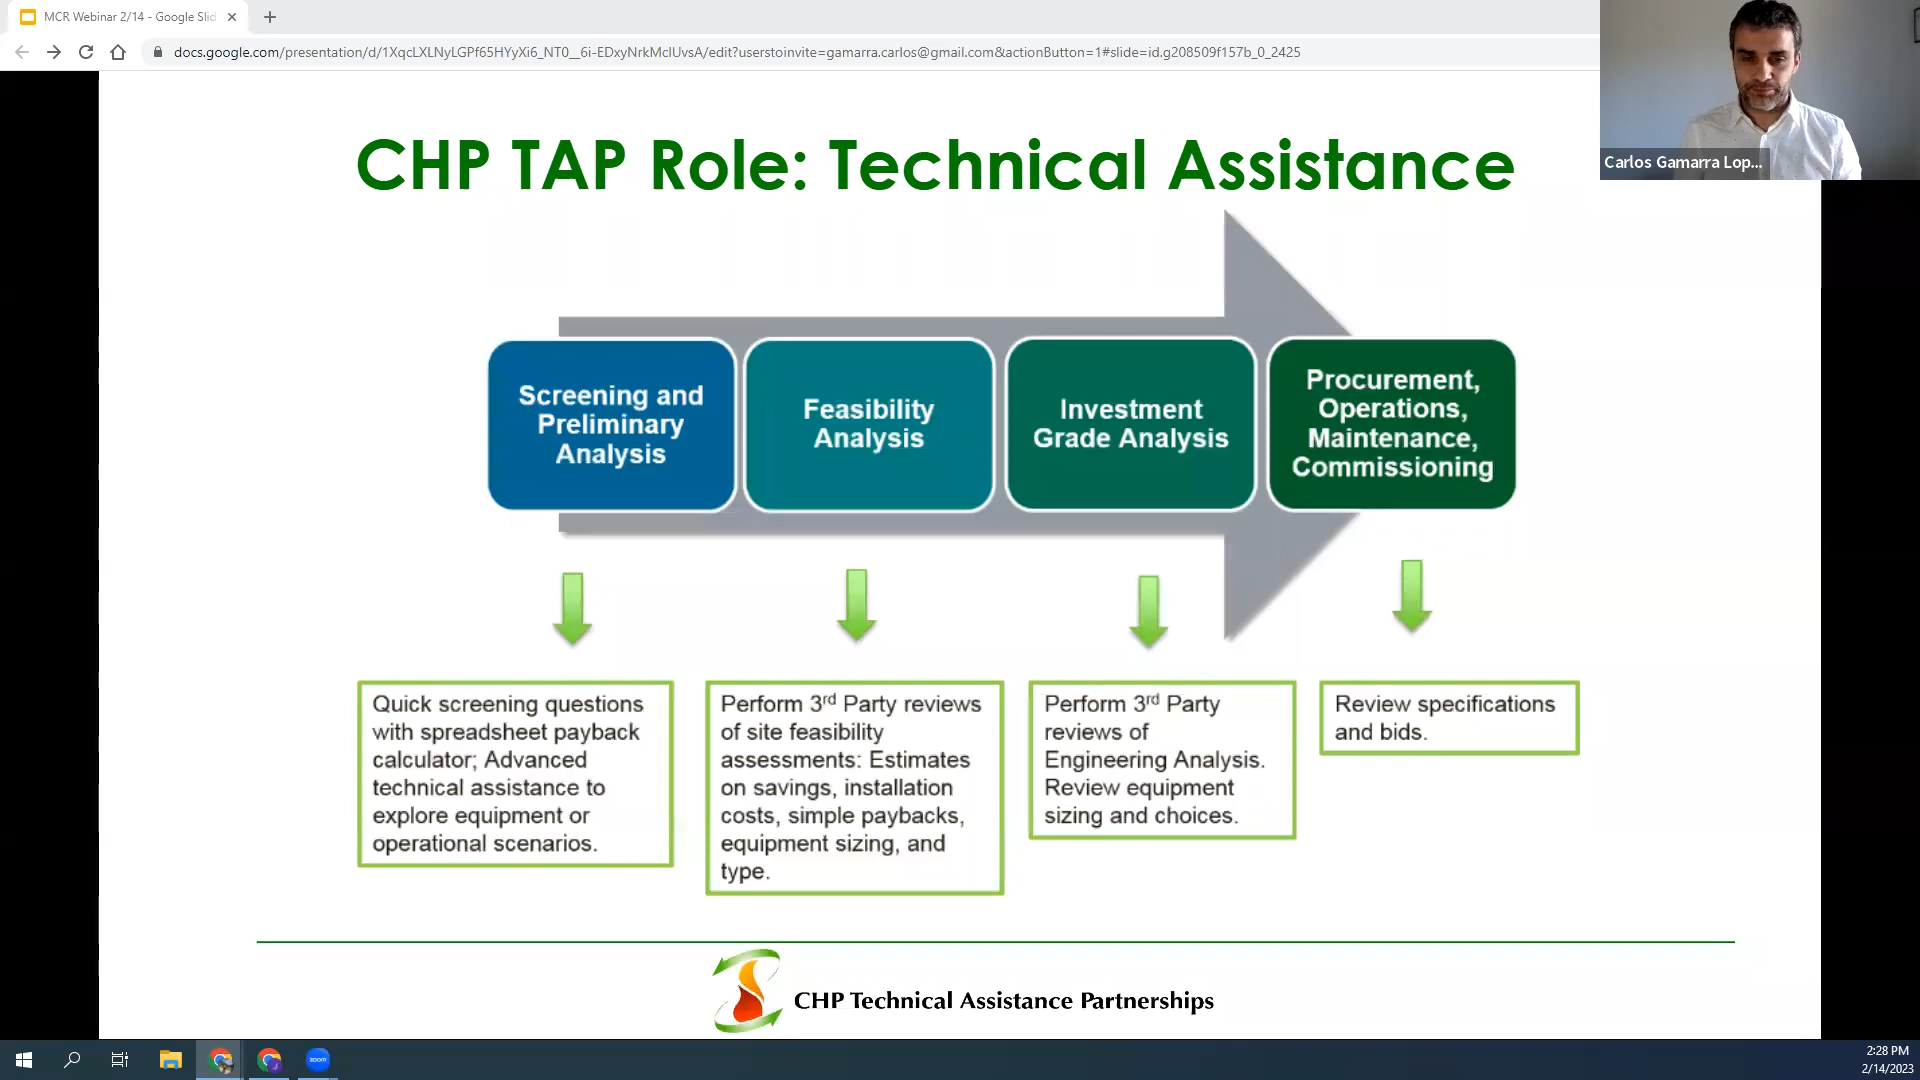 MCR Webinar 2/14 - Google Slid
docs.google.com/presentation/d/1XqcLXLNyLGPf65HYyXi6_NT0__6i-EDxyNrkMclUvsA/edit?userstoinvite=gamarra.carlos@gmail.com&actionButton=1#slide=id.g208509f157b_0_2425
Carlos Gamarra Lop...
CHP TAP Role: Technical Assistance
Screening and
Preliminary
Analysis
Feasibility
Analysis
Investment
Grade Analysis
Procurement,
Operations,
Maintenance,
Commissioning
Quick screening questions
with spreadsheet payback
calculator; Advanced
technical assistance to
explore equipment or
operational scenarios.
Perform 3rd Party reviews
of site feasibility
assessments: Estimates
on savings, installation
costs, simple paybacks,
equipment sizing, and
type.
Perform 3rd Party
reviews of
Engineering Analysis.
Review equipment
sizing and choices.
Review specifications
and bids.
CHP Technical Assistance Partnerships
zoom
2:28 PM
2/14/2023